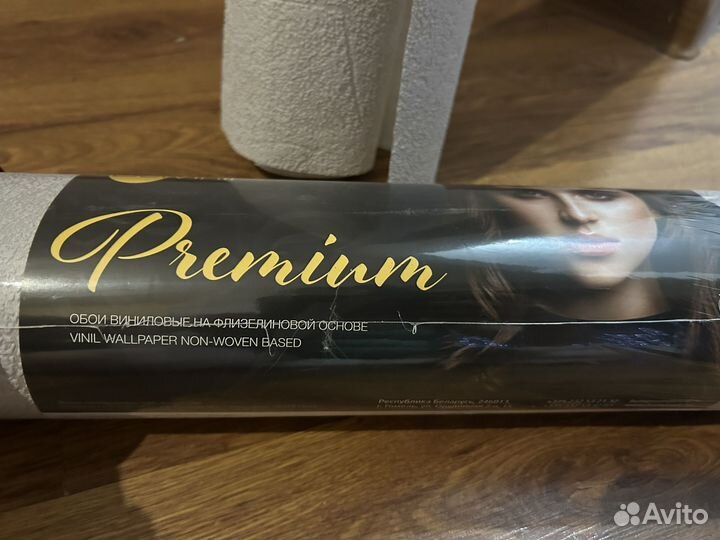 Premium
ОБОИ ВИНИЛОВЫЕ НА ФЛИЗЕЛИНОВОЙ ОСНОВЕ
VINIL WALLPAPER NON-WOVEN BASED
Республика Беларусь,
Avito